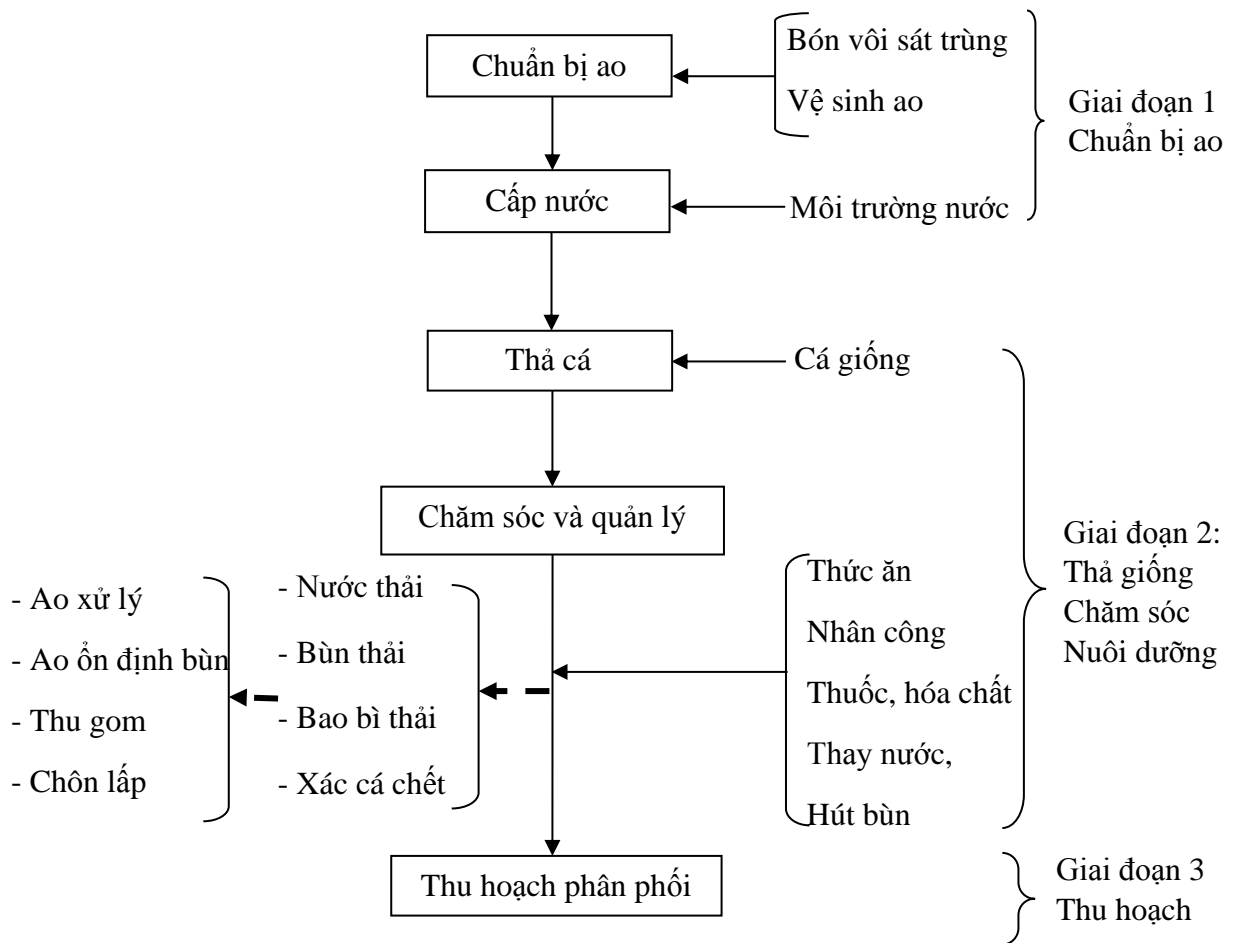 Bón vôi sát trùng
Chuẩn bị ao
Vệ sinh ao
Giai đoạn 1
Chuẩn bị ao
Cấp nước
Môi trường nước
Thả cá
Cá giống
Chăm sóc và quản lý
Giai đoạn 2:
Thả giống
Chăm sóc
Nuôi dưỡng
Thức ăn
Nhân công
Thuốc, hóa chất
Thay nước,
Hút bùn
- Nước thải
- Bùn thải
- Bao bì thải
- Xác cá chết
- Ao xử lý
- Ao ổn định bùn
- Thu gom
- Chôn lấp
Thu hoạch phân phối
Giai đoạn 3
Thu hoạch